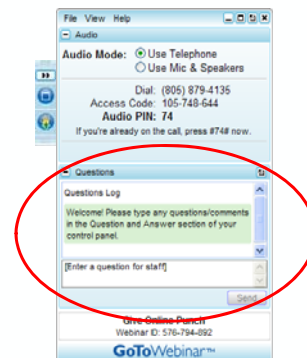 File View Help
Audio
Audio Mode: Use Telephone
Use Mic & Speakers
Dial: (805) 879-4135
Access Code: 105-748-644
Audio PIN: 74
If you're already on the call, press #74# now.
Questions
Questions Log
Welcome! Please type any questions/comments
in the Question and Answer section of your
control panel.
[Enter a question for staff]
Send
Give Online Punch
Webinar ID: 576-794-892
GoToWebinar™